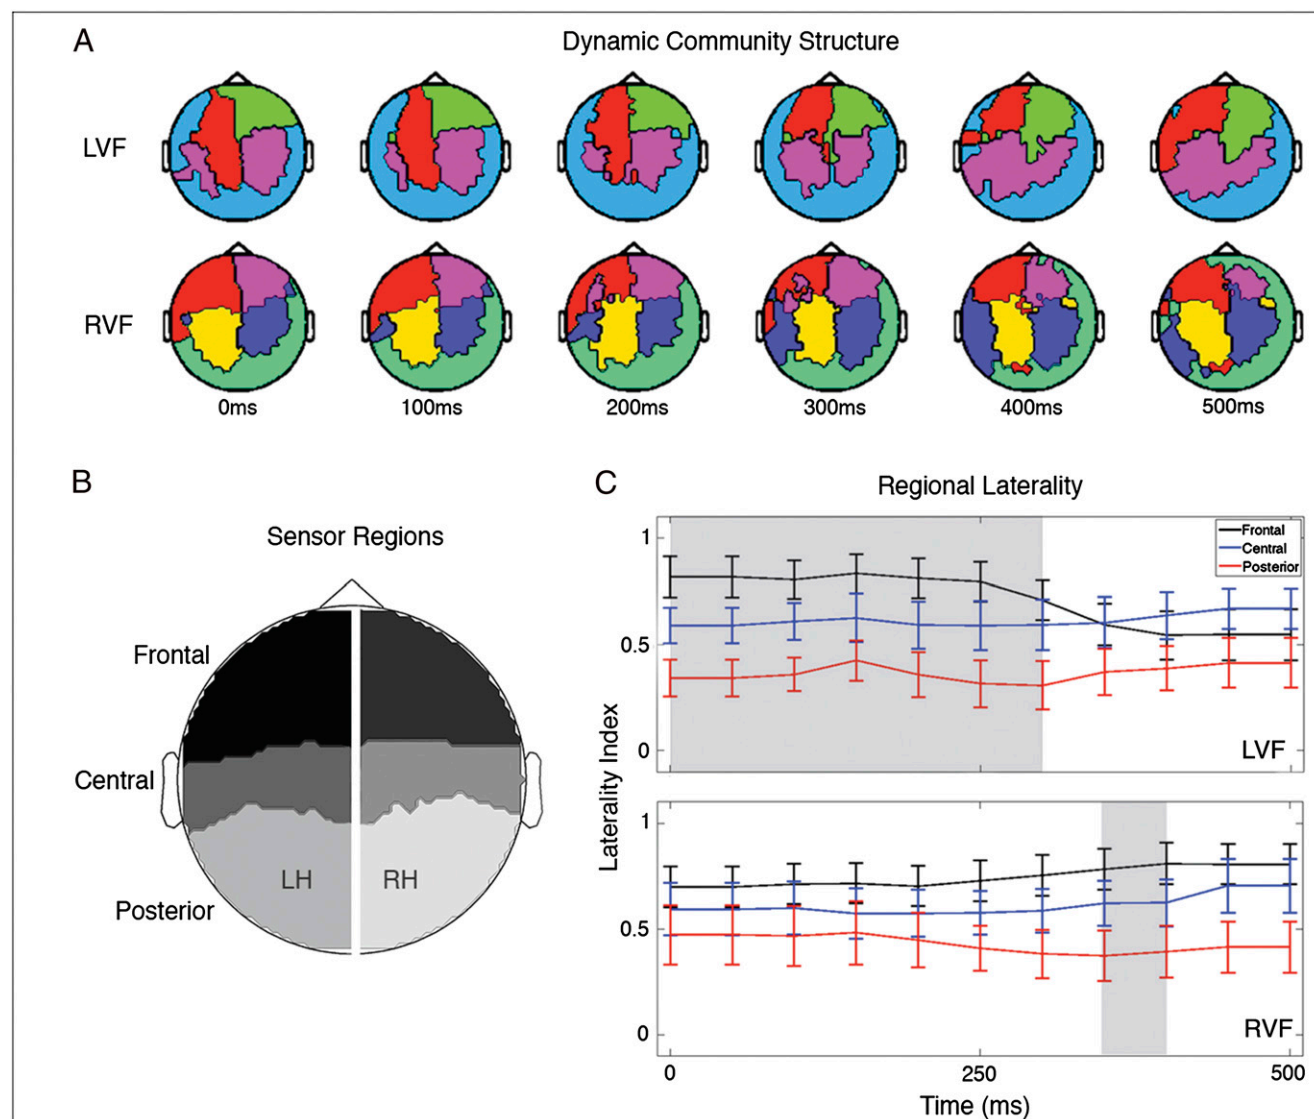 A
Dynamic Community Structure
LVF
RVF
0ms 100ms 200ms 300ms 400ms 500ms
B
Sensor Regions
Frontal
Central
Posterior
LH RH
C
Regional Laterality
Laterality Index
1
0.5
0
Frontal
Central
Posterior
LVF
1
0.5
0
RVF
0 250 500
Time (ms)